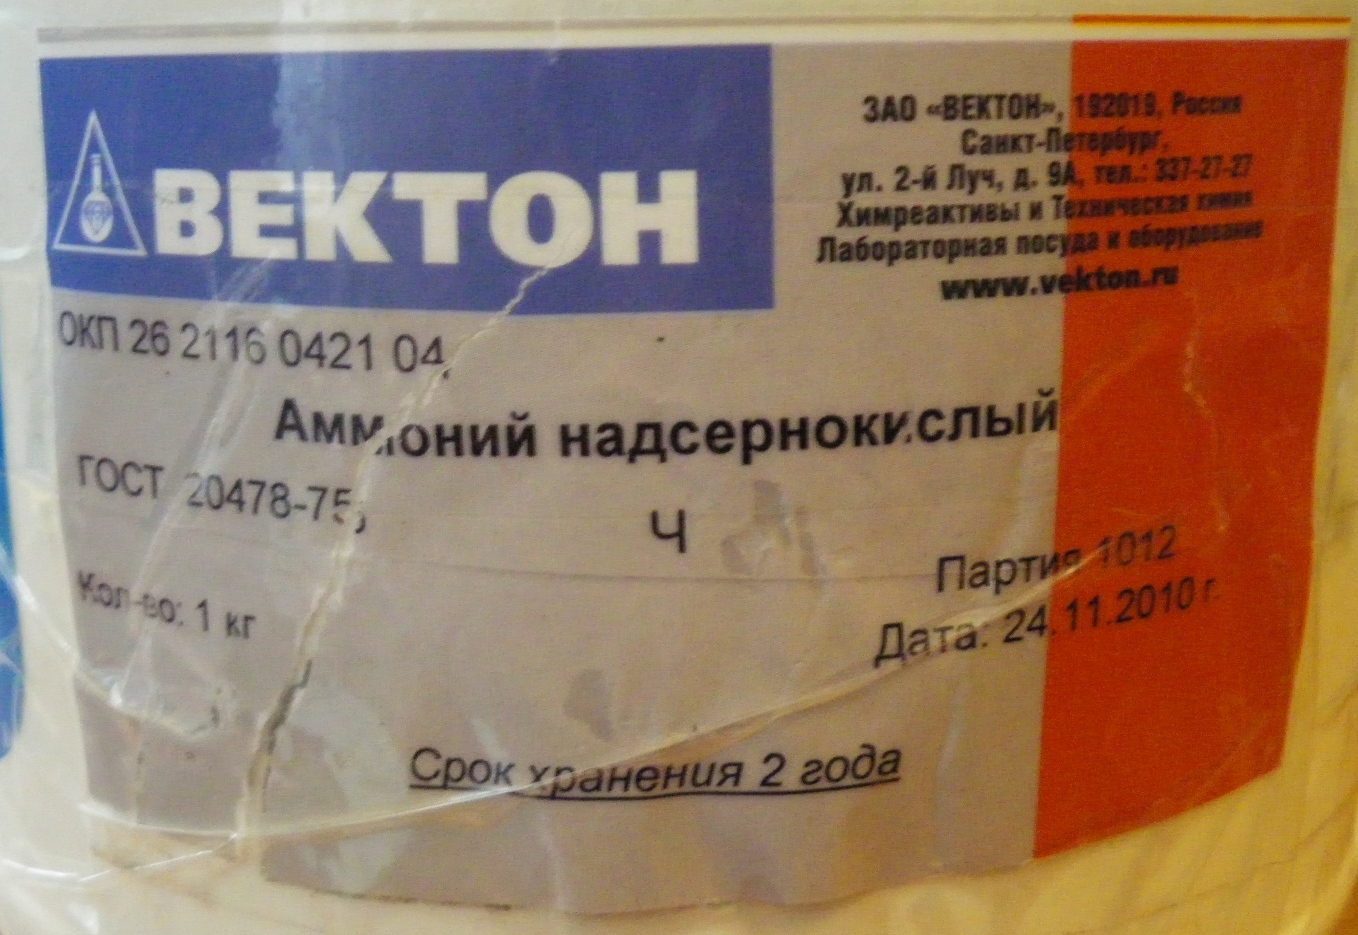 ВЕКТОН
ЗАО «ВЕКТОН», 192019, Россия
Санкт-Петербург,
ул. 2-й Луч, д. 9А, тел.: 337-27-27
Химреактивы и Техническая химия
Лабораторная посуда и оборудование
www.vekton.ru
ОКП 26 2116 0421 04
Аммоний надсернокислый
ГОСТ 20478-75
Ч
Кол-во: 1 кг
Партия 1012
Дата: 24.11.2010 г.
Срок хранения 2 года